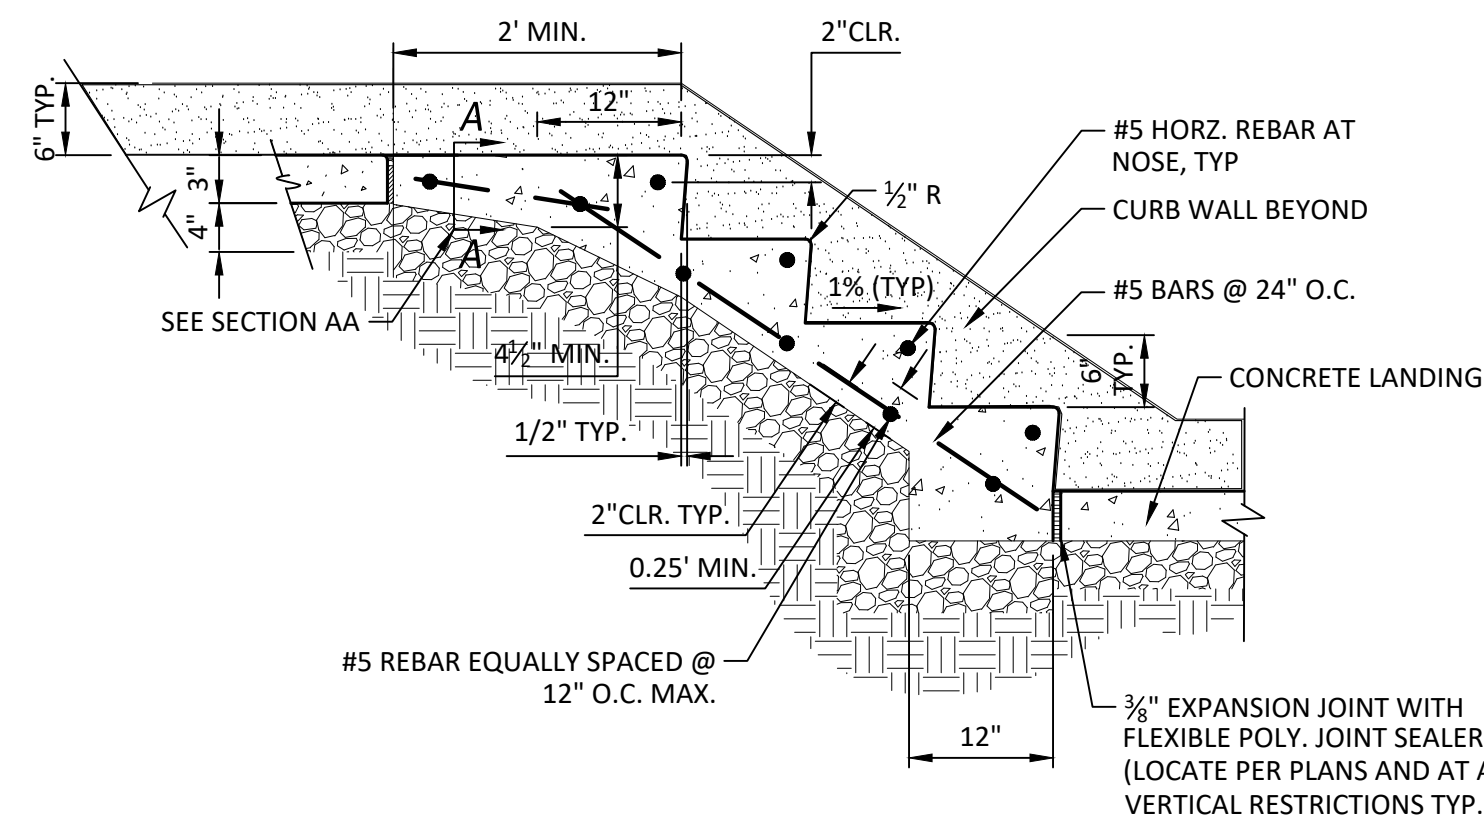 2' MIN.
2"CLR.
6" TYP.
12"
A
#5 HORZ. REBAR AT
NOSE, TYP
3"
½" R
CURB WALL BEYOND
4"
A
1% (TYP)
#5 BARS @ 24" O.C.
SEE SECTION AA
4½" MIN.
6"
TYP.
CONCRETE LANDING
1/2" TYP.
2"CLR. TYP.
0.25' MIN.
#5 REBAR EQUALLY SPACED @
12" O.C. MAX.
⅜" EXPANSION JOINT WITH
FLEXIBLE POLY. JOINT SEALER
(LOCATE PER PLANS AND AT
VERTICAL RESTRICTIONS TYP.
12"